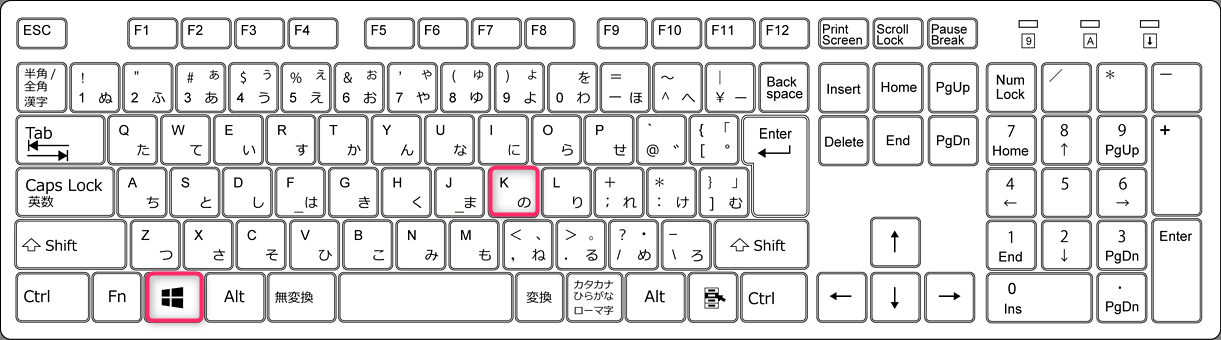 ESC F1 F2 F3 F4 F5 F6 F7 F8 F9 F10 F11 F12 Print Screen Scroll Lock Pause Break 9 A
半角/全角 漢字 ! 1 ぬ " 2 ふ # ぁ 3 あ $ ぅ 4 う % ぇ 5 え & ぉ 6 お ' ゃ 7 や ( ゅ 8 ゆ ) ょ 9 よ を 0 わ = ー ほ ～ ^ へ | ¥ ー Back space Insert Home PgUp Num Lock ／ * ー
Tab Q た W て E い R す T か Y ん U な I に O ら P せ ` @ ゛ { 「 [ ° Enter Delete End PgDn 7 Home 8 ↑ 9 PgUp +
Caps Lock 英数 A ち S と D し F _は G き H く J _ま K の L り + ; れ * : け } 」 ] む 4 ← 5 6 →
Shift Z つ X さ C そ V ひ B こ N み M も < 、 , ね > 。 . る ? ・ / め _ \ ろ Shift ↑ 1 End 2 ↓ 3 PgDn Enter
Ctrl Fn Alt 無変換 変換 カタカナ ひらがな ローマ字 Alt Ctrl ← ↓ → 0 Ins . PgDn